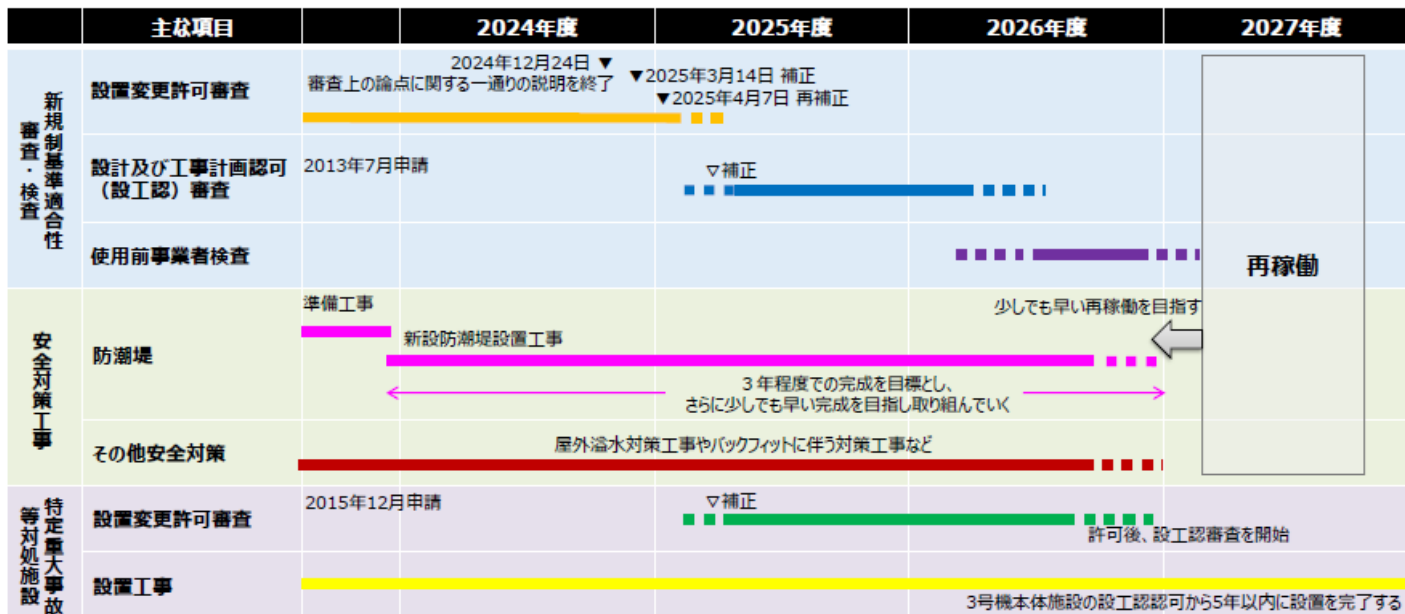 主な項目
2024年度
2025年度
2026年度
2027年度
新規制基準適合性
審査・検査
設置変更許可審査
2024年12月24日 ▼
審査上の論点に関する一通りの説明を終了
▼2025年3月14日 補正
▼2025年4月7日 再補正
設計及び工事計画認可
（設工認）審査
2013年7月申請
▽補正
使用前事業者検査
再稼働
安全対策工事
防潮堤
準備工事
新設防潮堤設置工事
少しでも早い再稼働を目指す
３年程度での完成を目標とし、
さらに少しでも早い完成を目指し取り組んでいく
その他安全対策
屋外溢水対策工事やバックフィットに伴う対策工事など
特定重大事故
等対処施設
設置変更許可審査
2015年12月申請
▽補正
許可後、設工認審査を開始
設置工事
3号機本体施設の設工認認可から5年以内に設置を完了する